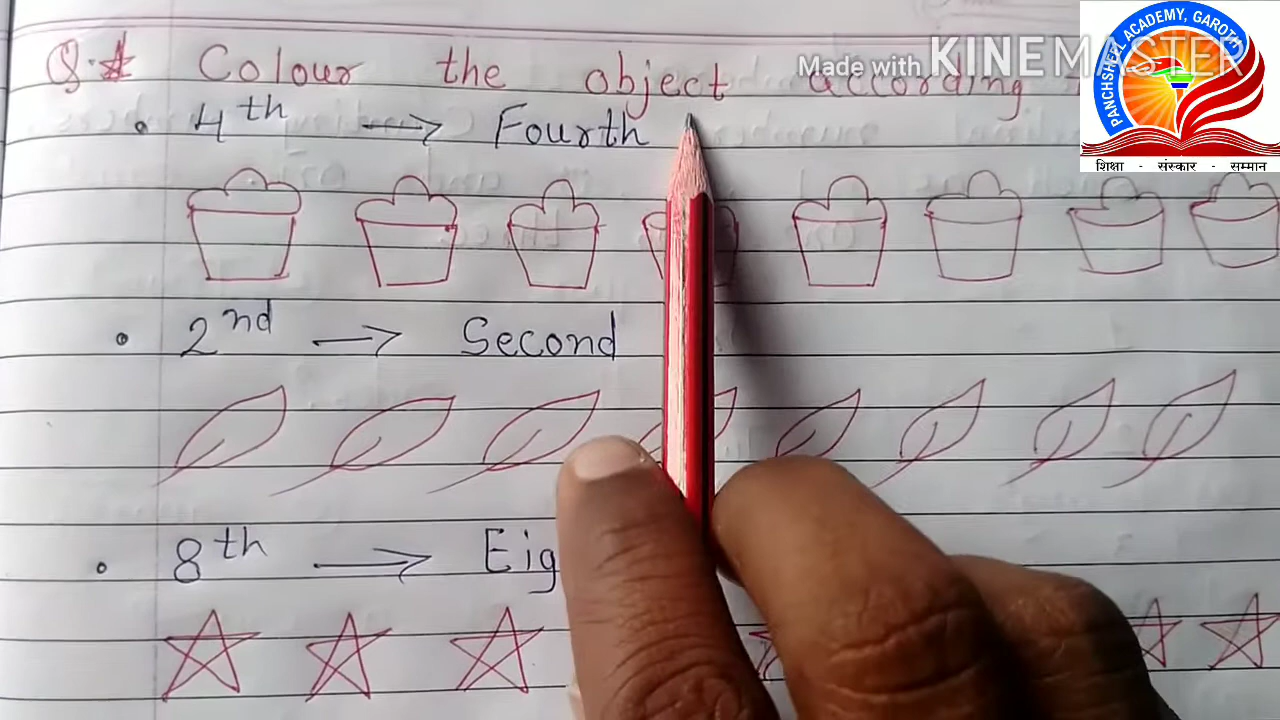 Q. Colour the object according
4th → Fourth
2nd → Second
8th → Eig
Made with KINEMASTER
PANCHSHEEL ACADEMY, GAROTH
शिक्षा - संस्कार - सम्मान